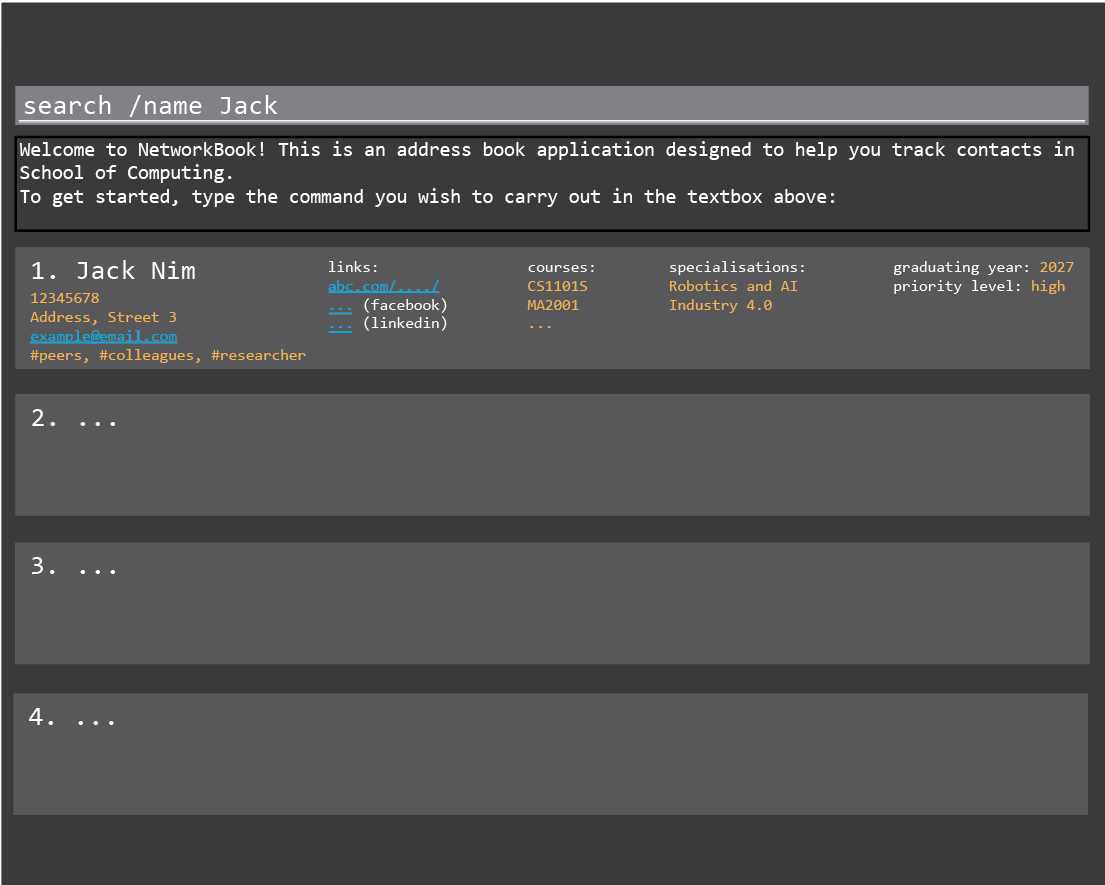 search /name Jack
Welcome to NetworkBook! This is an address book application designed to help you track contacts in
School of Computing.
To get started, type the command you wish to carry out in the textbox above:
1. Jack Nim
12345678
Address, Street 3
example@email.com
#peers, #colleagues, #researcher
links:
abc.com/..../
... (facebook)
... (linkedin)
courses:
CS1101S
MA2001
...
specialisations:
Robotics and AI
Industry 4.0
graduating year: 2027
priority level: high
2. ...
3. ...
4. ...